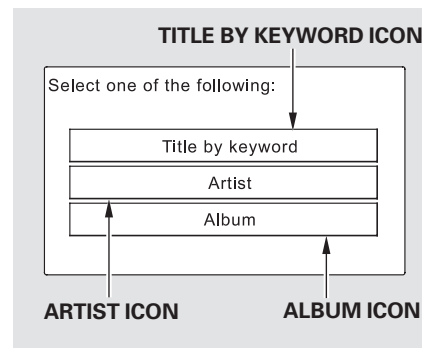 TITLE BY KEYWORD ICON
Select one of the following:
Title by keyword
Artist
Album
ARTIST ICON
ALBUM ICON